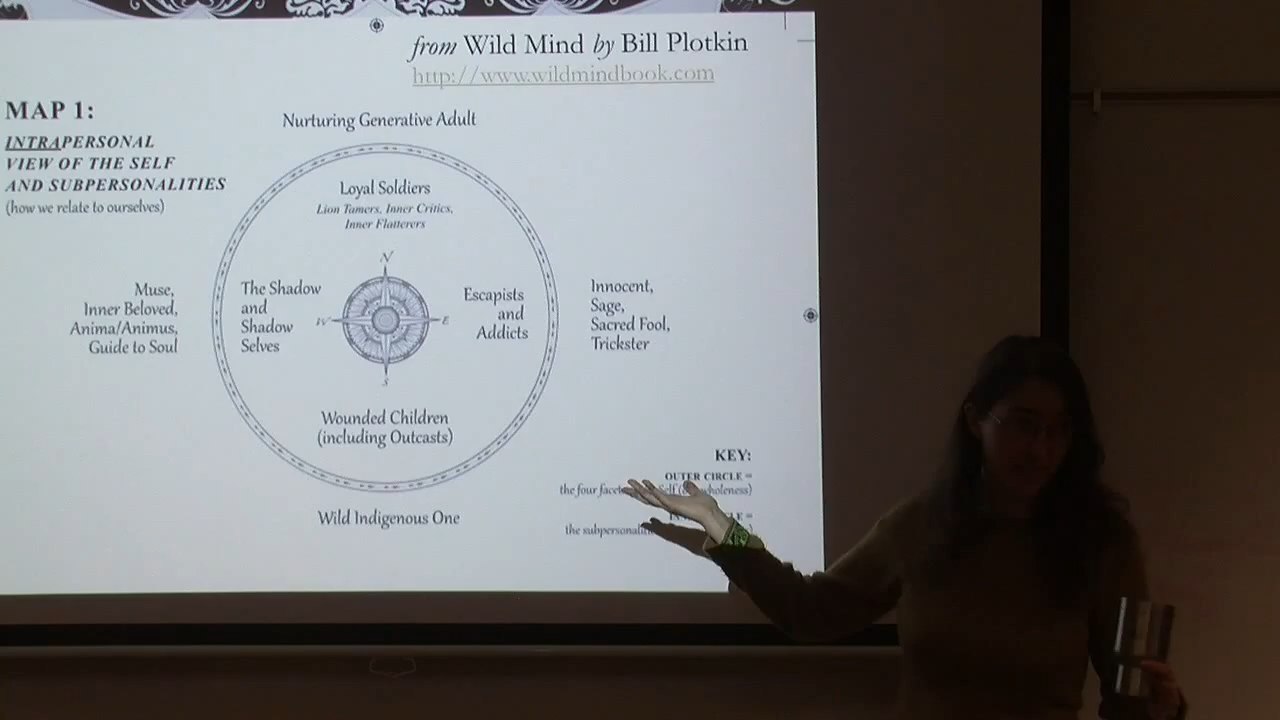 from Wild Mind by Bill Plotkin
http://www.wildmindbook.com
MAP 1:
INTRAPERSONAL
VIEW OF THE SELF
AND SUBPERSONALITIES
(how we relate to ourselves)
Nurturing Generative Adult
Loyal Soldiers
Lion Tamers, Inner Critics,
Inner Flatterers
N
Muse,
Inner Beloved,
Anima/Animus,
Guide to Soul
The Shadow
and
Shadow
Selves
W
E
Escapists
and
Addicts
Innocent,
Sage,
Sacred Fool,
Trickster
S
Wounded Children
(including Outcasts)
Wild Indigenous One
KEY:
OUTER CIRCLE =
the four wholeness)
the